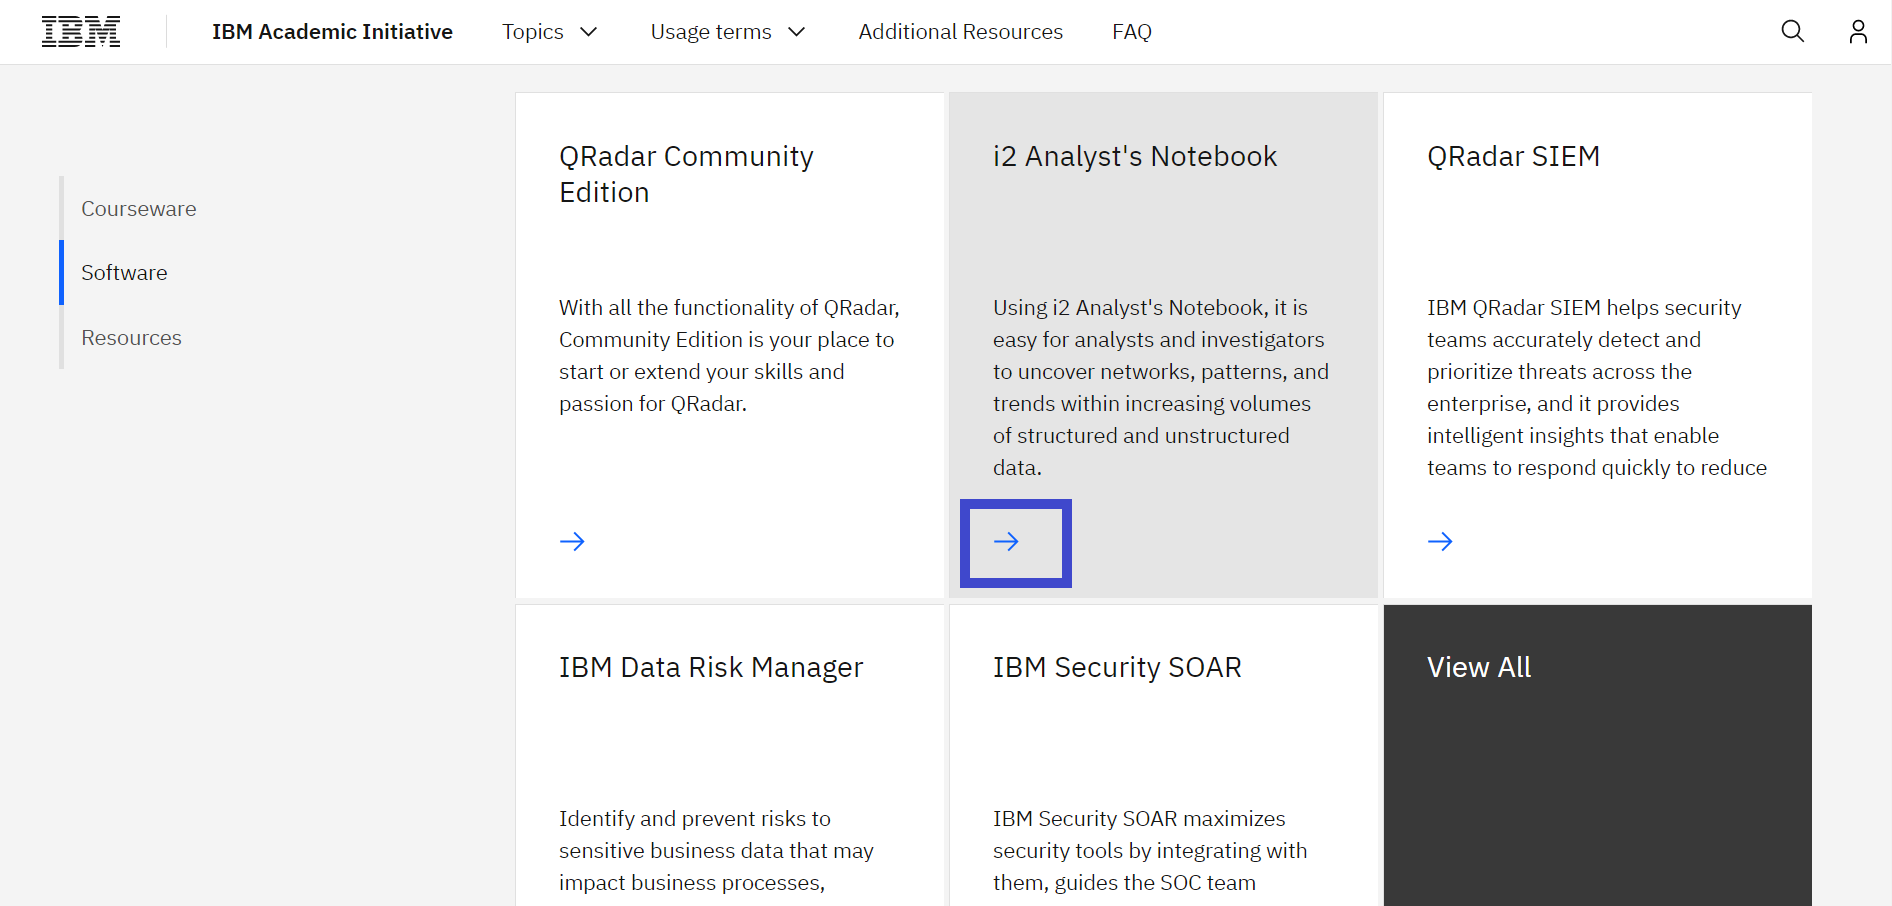 IBM
IBM Academic Initiative
Topics
Usage terms
Additional Resources
FAQ
Courseware
Software
Resources
QRadar Community
Edition
With all the functionality of QRadar,
Community Edition is your place to
start or extend your skills and
passion for QRadar.
i2 Analyst's Notebook
Using i2 Analyst's Notebook, it is
easy for analysts and investigators
to uncover networks, patterns, and
trends within increasing volumes
of structured and unstructured
data.
QRadar SIEM
IBM QRadar SIEM helps security
teams accurately detect and
prioritize threats across the
enterprise, and it provides
intelligent insights that enable
teams to respond quickly to reduce
IBM Data Risk Manager
Identify and prevent risks to
sensitive business data that may
impact business processes,
IBM Security SOAR
IBM Security SOAR maximizes
security tools by integrating with
them, guides the SOC team
View All